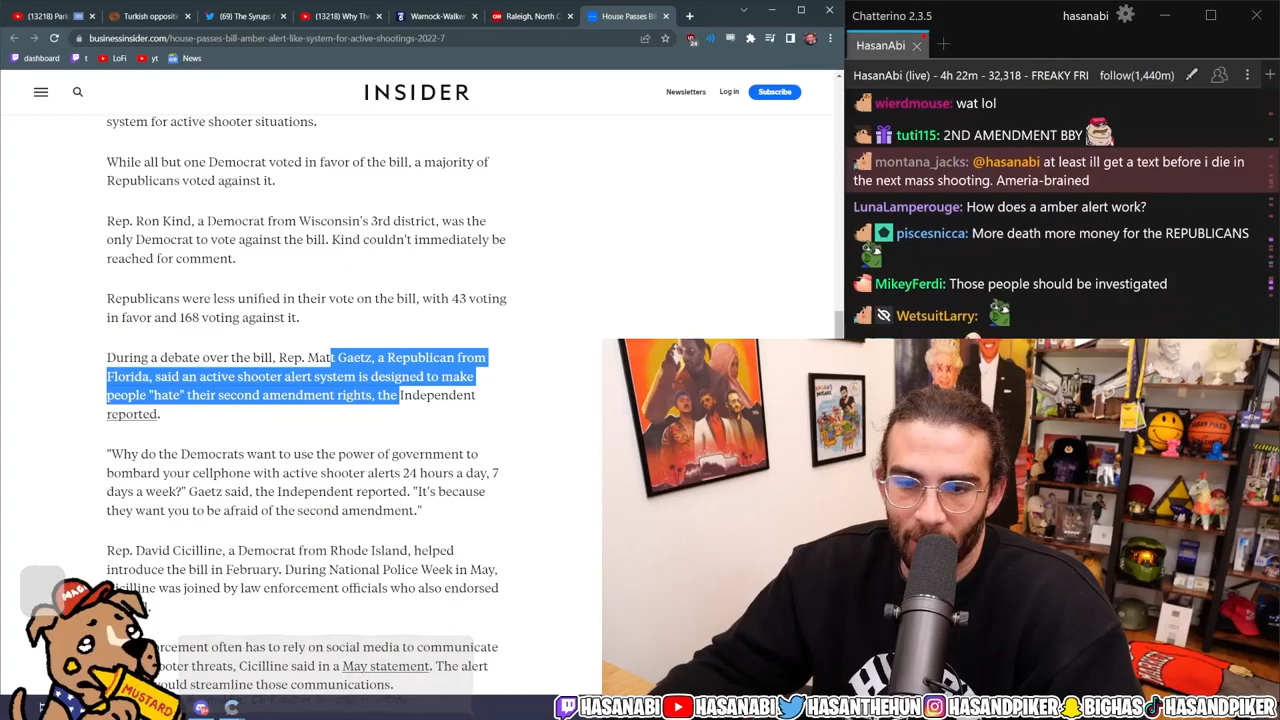 (13218) Park
Turkish oppositi
(69) The Syrups (
(13218) Why The
Warnock-Walker
Raleigh, North C
House Passes Bi
businessinsider.com/house-passes-bill-amber-alert-like-system-for-active-shootings-2022-7
24
dashboard
t
LoFi
yt
News
INSIDER
Newsletters
Log in
Subscribe
system for active shooter situations.
While all but one Democrat voted in favor of the bill, a majority of
Republicans voted against it.
Rep. Ron Kind, a Democrat from Wisconsin's 3rd district, was the
only Democrat to vote against the bill. Kind couldn't immediately be
reached for comment.
Republicans were less unified in their vote on the bill, with 43 voting
in favor and 168 voting against it.
During a debate over the bill, Rep. Matt Gaetz, a Republican from
Florida, said an active shooter alert system is designed to make
people "hate" their second amendment rights, the Independent
reported.
"Why do the Democrats want to use the power of government to
bombard your cellphone with active shooter alerts 24 hours a day, 7
days a week?" Gaetz said, the Independent reported. "It's because
they want you to be afraid of the second amendment."
Rep. David Cicilline, a Democrat from Rhode Island, helped
introduce the bill in February. During National Police Week in May,
Cicilline was joined by law enforcement officials who also endorsed
often has to rely on social media to communicate
threats, Cicilline said in a May statement. The alert
would streamline those communications.
MUSTARD
Chatterino 2.3.5
hasanabi
HasanAbi
HasanAbi (live) - 4h 22m - 32,318 - FREAKY FRI
follow(1,440m)
wierdmouse: wat lol
tuti115: 2ND AMENDMENT BBY
montana_jacks: @hasanabi at least ill get a text before i die in
the next mass shooting. Ameria-brained
LunaLamperouge: How does a amber alert work?
piscesnicca: More death more money for the REPUBLICANS
MikeyFerdi: Those people should be investigated
WetsuitLarry:
HASANABI
HASANABI
HASANTHEHUN
HASANDPIKER
BIGHAS
HASANDPIKER